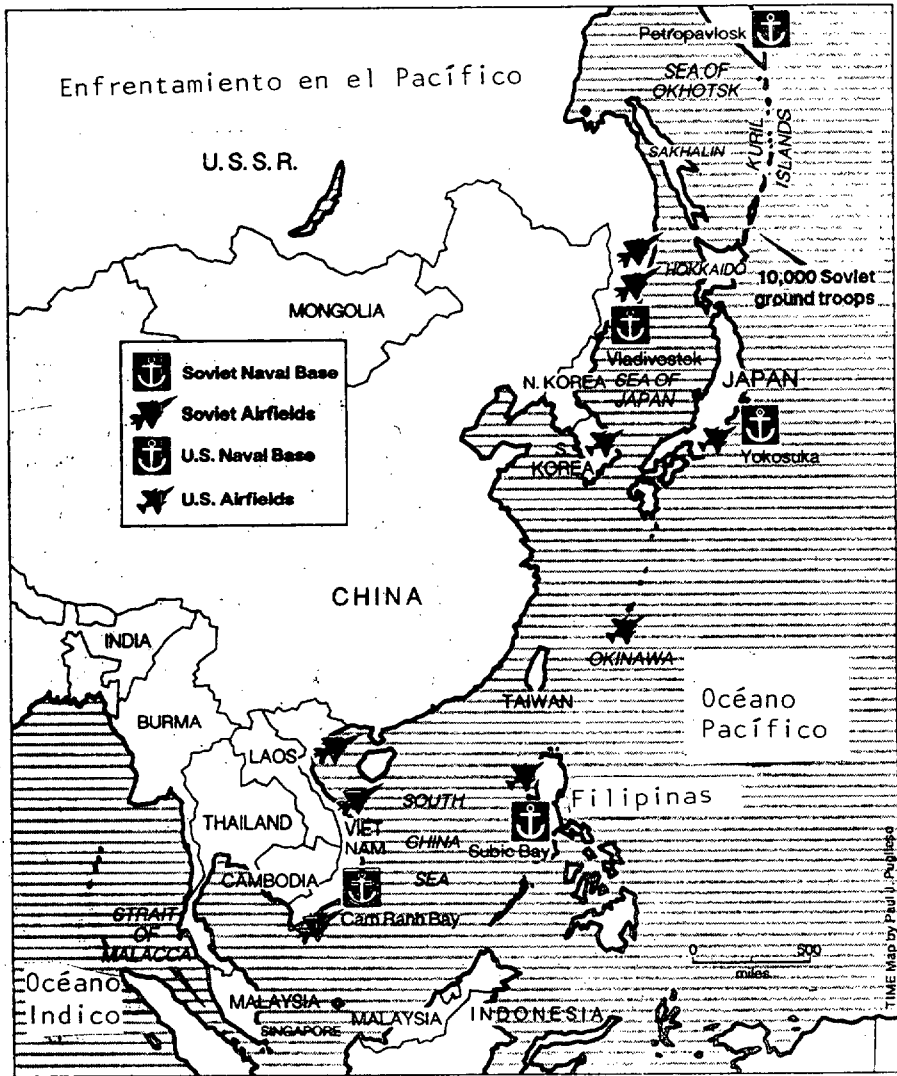 Enfrentamiento en el Pacífico
Petropavlosk
SEA OF
OKHOTSK
U.S.S.R.
SAKHALIN
KURIL
ISLANDS
HOKKAIDO
10,000 Soviet
ground troops
MONGOLIA
Soviet Naval Base
Soviet Airfields
U.S. Naval Base
U.S. Airfields
Vladivostok
N. KOREA
SEA OF
JAPAN
JAPAN
S.
KOREA
Yokosuka
CHINA
INDIA
OKINAWA
TAIWAN
Océano
Pacífico
BURMA
LAOS
THAILAND
VIET
NAM
SOUTH
CHINA
SEA
Filipinas
Subic Bay
CAMBODIA
Cam Ranh Bay
STRAIT
OF
MALACCA
0 500
miles
Océano
Indico
MALAYSIA
SINGAPORE
MALAYSIA
INDONESIA
TIME Map by Paul J. Pugliese